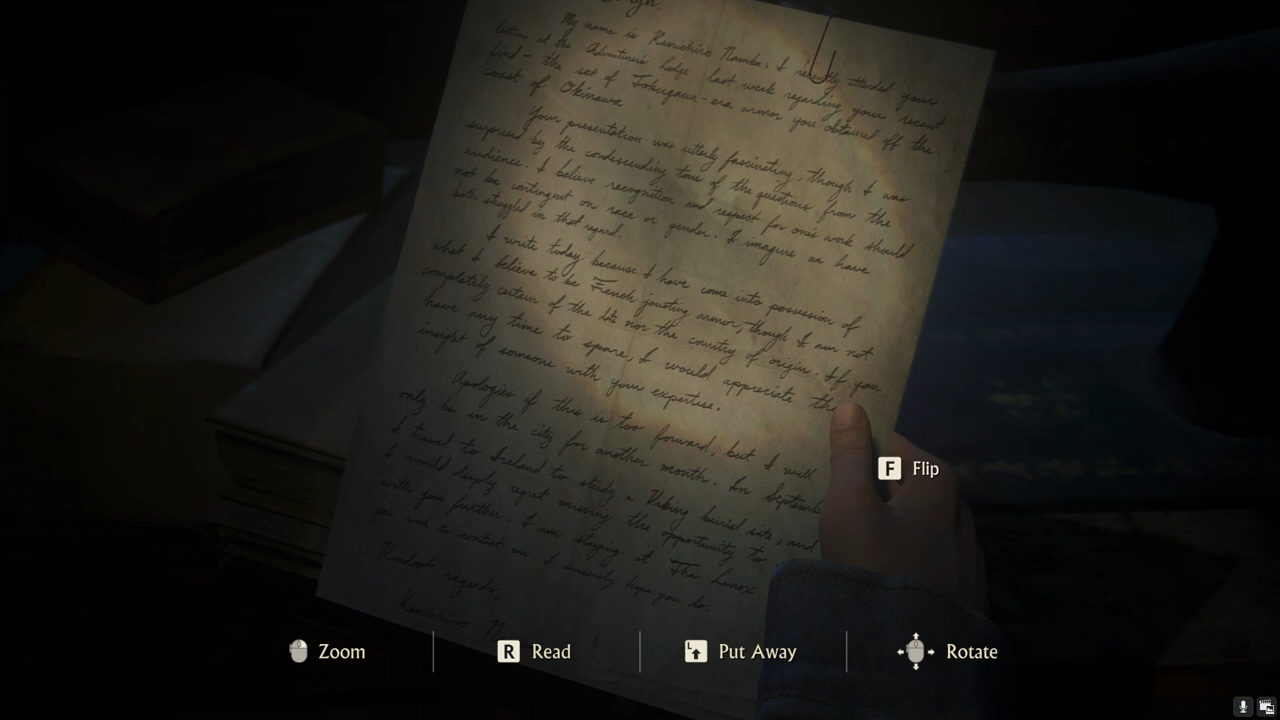 My name is Kenichiro Namba; I recently attended your
lecture at the Adventurers Lodge last week regarding your recent
find - the set of Tokugawa-era armor you obtained off the
coast of Okinawa
Your presentation was utterly fascinating, though I was
surprised by the condescending tone of the questions from the
audience. I believe recognition and respect for one's work should
not be contingent on race or gender. I imagine we have
both struggled in that regard.
I write today because I have come into possession of
what I believe to be French jousting armor, though I am not
completely certain of the date nor the country of origin. If you
have any time to spare, I would appreciate the
insight of someone with your expertise.
Apologies if this is too forward, but I will
only be in the city for another month. In Septemb
I travel to Iceland to study a Viking burial site, and
I would deeply regret missing the opportunity to
with you further. I am staying at The Lenox
you wish to contact me. I sincerely hope you do.
Kindest regards,
Kenichiro N
F Flip
Zoom
R Read
L Put Away
Rotate